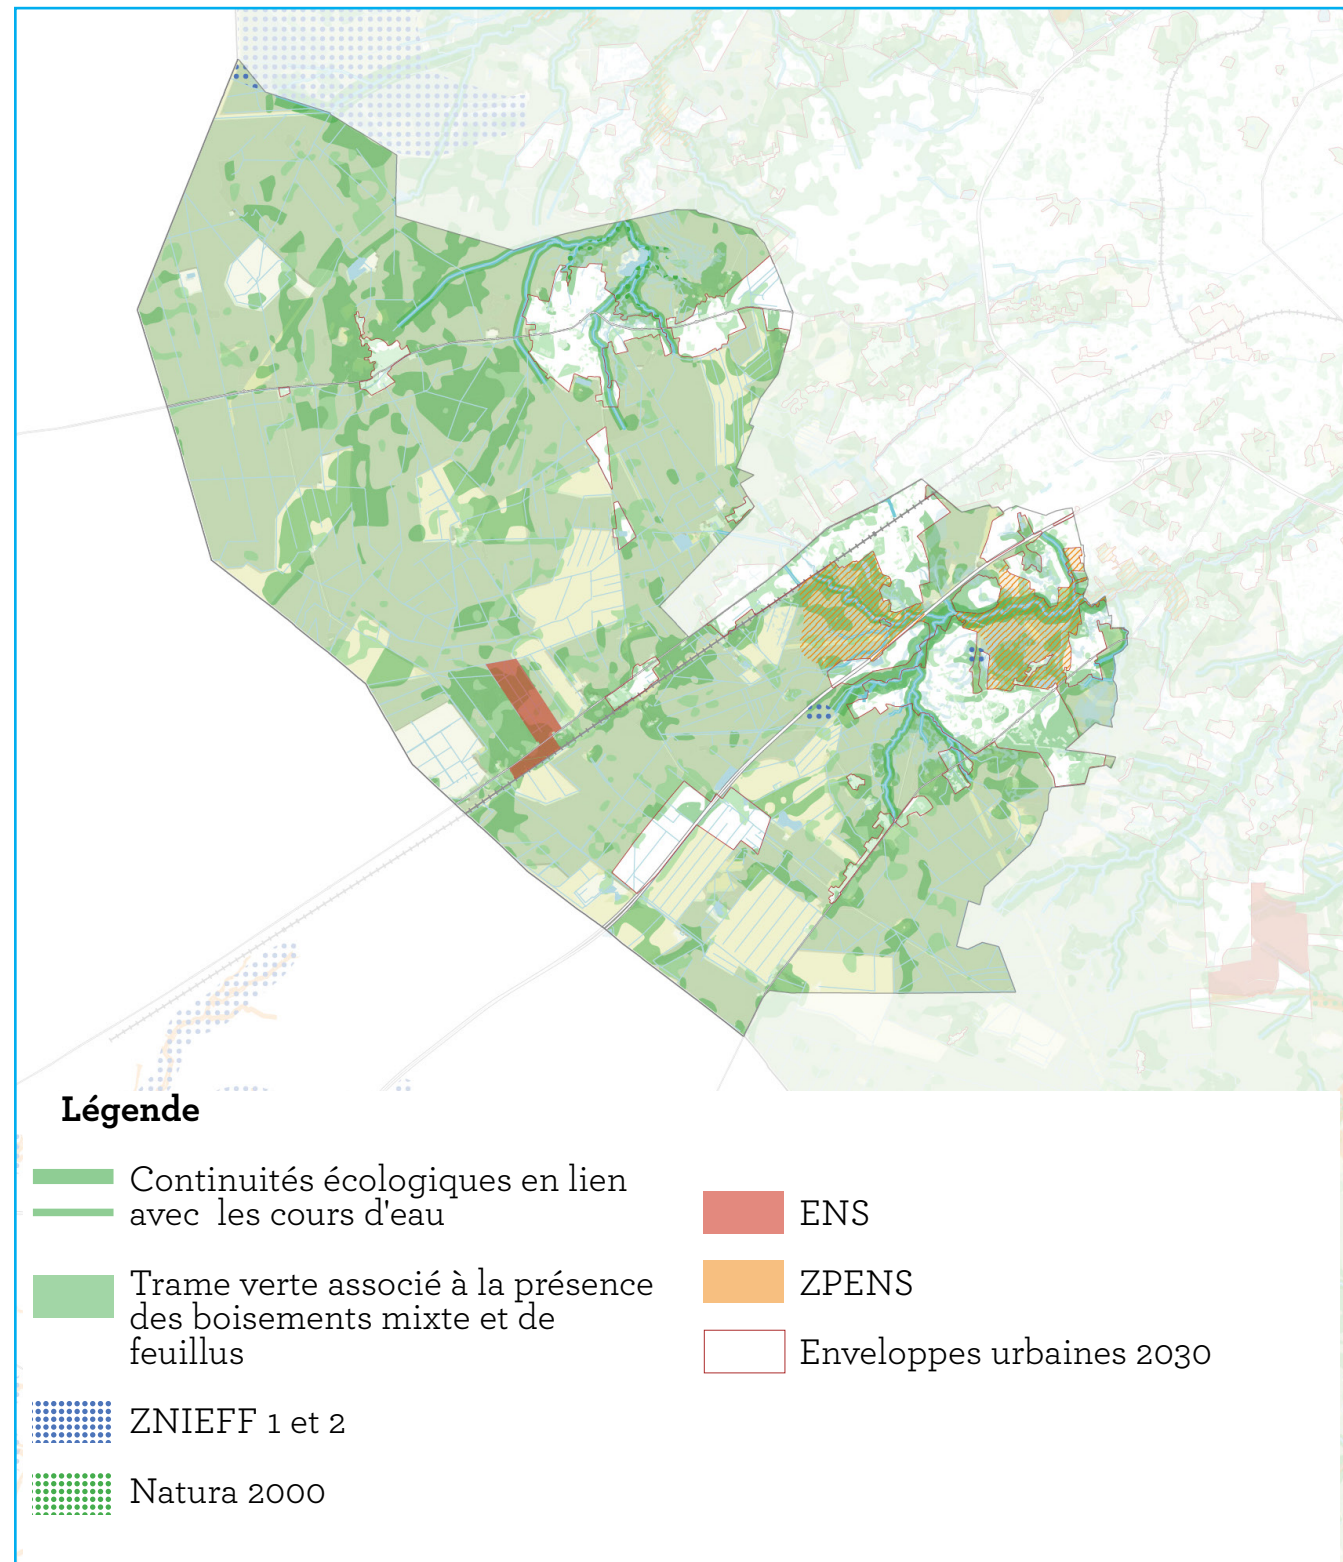 Légende
Continuités écologiques en lien
avec les cours d'eau
Trame verte associé à la présence
des boisements mixte et de
feuillus
ZNIEFF 1 et 2
Natura 2000
ENS
ZPENS
Enveloppes urbaines 2030